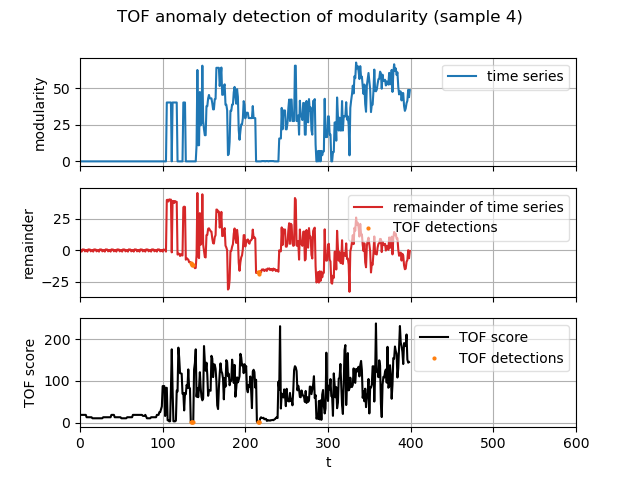 TOF anomaly detection of modularity (sample 4)
modularity
50
25
0
time series
remainder
25
0
−25
remainder of time series
TOF detections
TOF score
200
100
0
TOF score
TOF detections
0 100 200 300 400 500 600
t